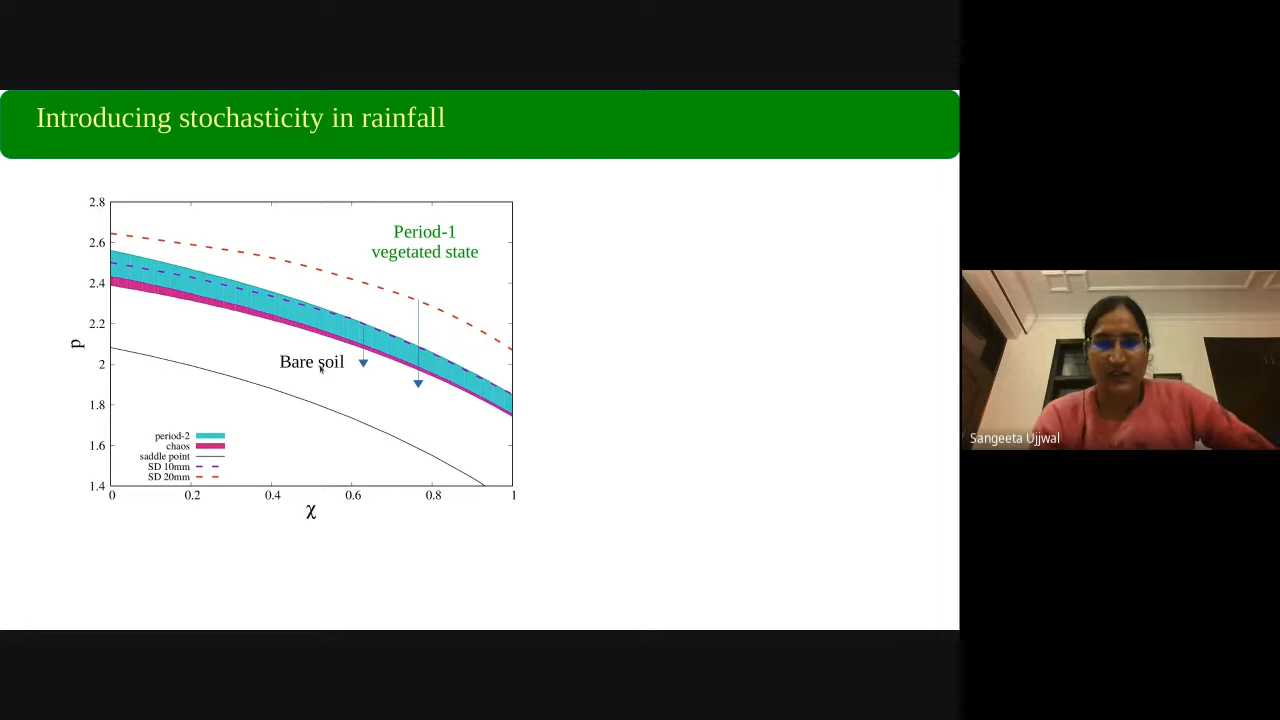 Introducing stochasticity in rainfall
2.8
2.6
2.4
2.2
2
1.8
1.6
1.4
p
Period-1
vegetated state
Bare soil
period-2
chaos
saddle point
SD 10mm
SD 20mm
0 0.2 0.4 0.6 0.8 1
χ
Sangeeta Ujjwal